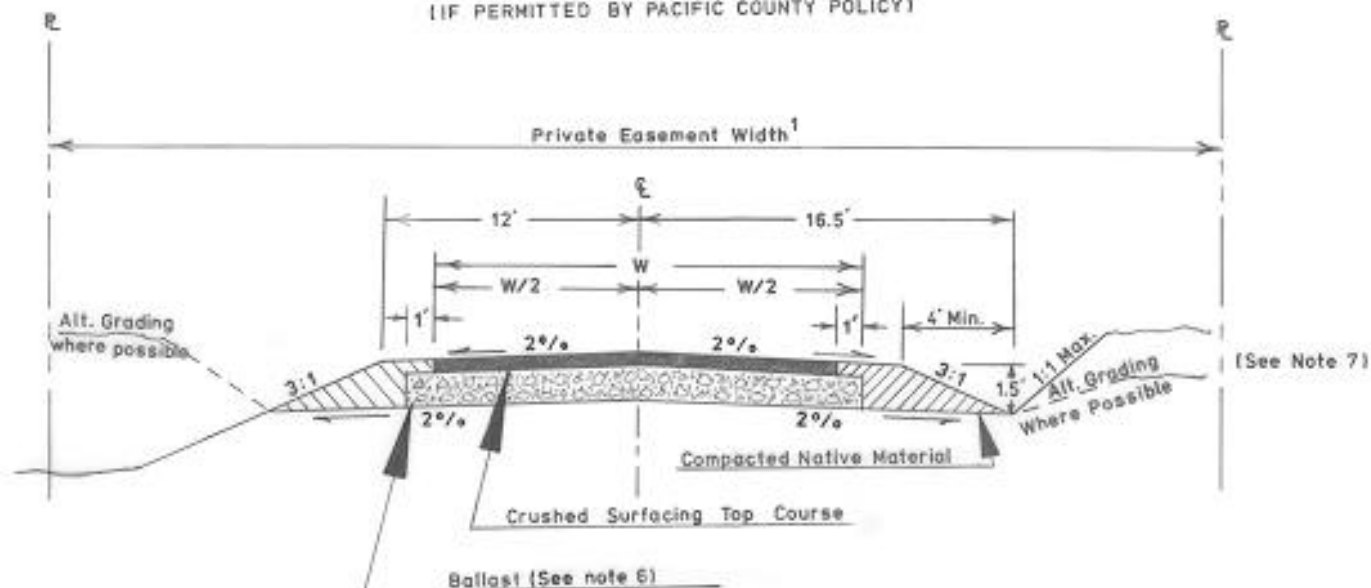 (IF PERMITTED BY PACIFIC COUNTY POLICY)
℄
Private Easement Width¹
12'
16.5'
W
W/2
W/2
1'
1'
4' Min.
Alt. Grading
where possible
2%
2%
3:1
3:1
1.5'
1:1 Max.
Alt. Grading
Where Possible
(See Note 7)
2%
2%
Compacted Native Material
Crushed Surfacing Top Course
Ballast (See note 6)